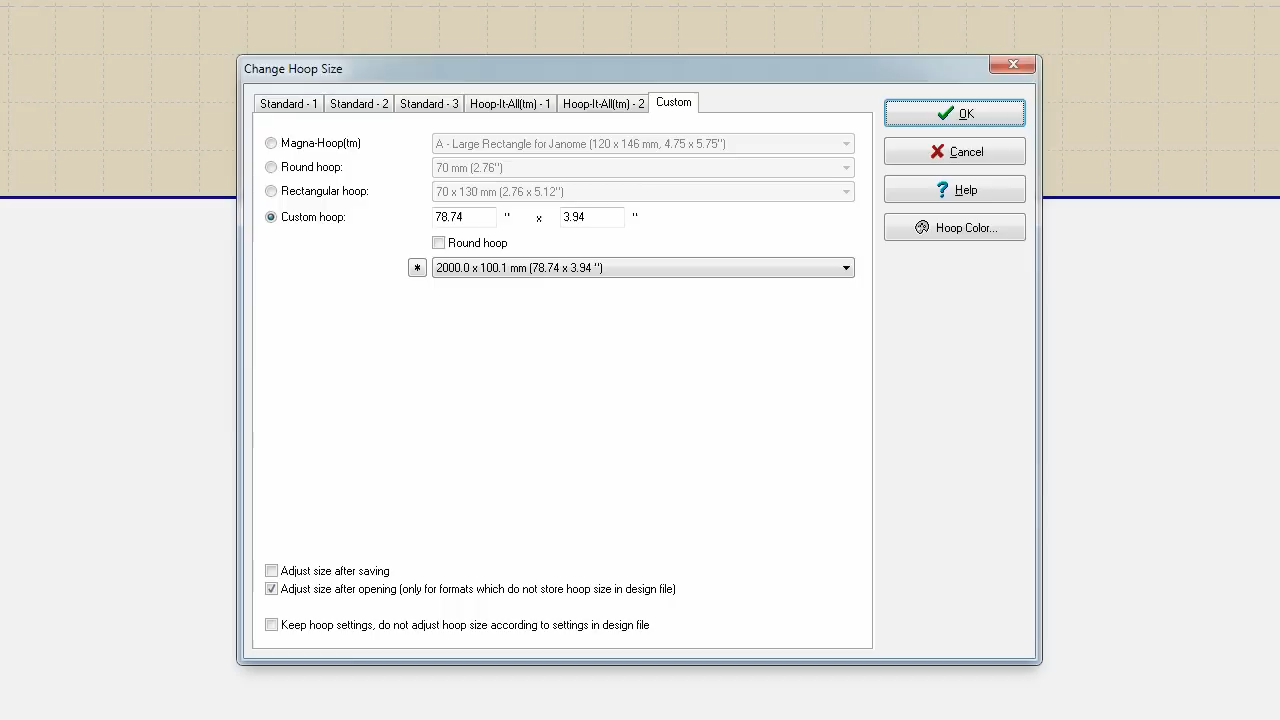 Change Hoop Size
Standard - 1 Standard - 2 Standard - 3 Hoop-It-All(tm) - 1 Hoop-It-All(tm) - 2 Custom
Magna-Hoop(tm) A - Large Rectangle for Janome (120 x 146 mm, 4.75 x 5.75")
Round hoop: 70 mm (2.76")
Rectangular hoop: 70 x 130 mm (2.76 x 5.12")
Custom hoop: 78.74 " x 3.94 "
Round hoop
* 2000.0 x 100.1 mm (78.74 x 3.94 ")
Adjust size after saving
Adjust size after opening (only for formats which do not store hoop size in design file)
Keep hoop settings, do not adjust hoop size according to settings in design file
OK
Cancel
? Help
Hoop Color...